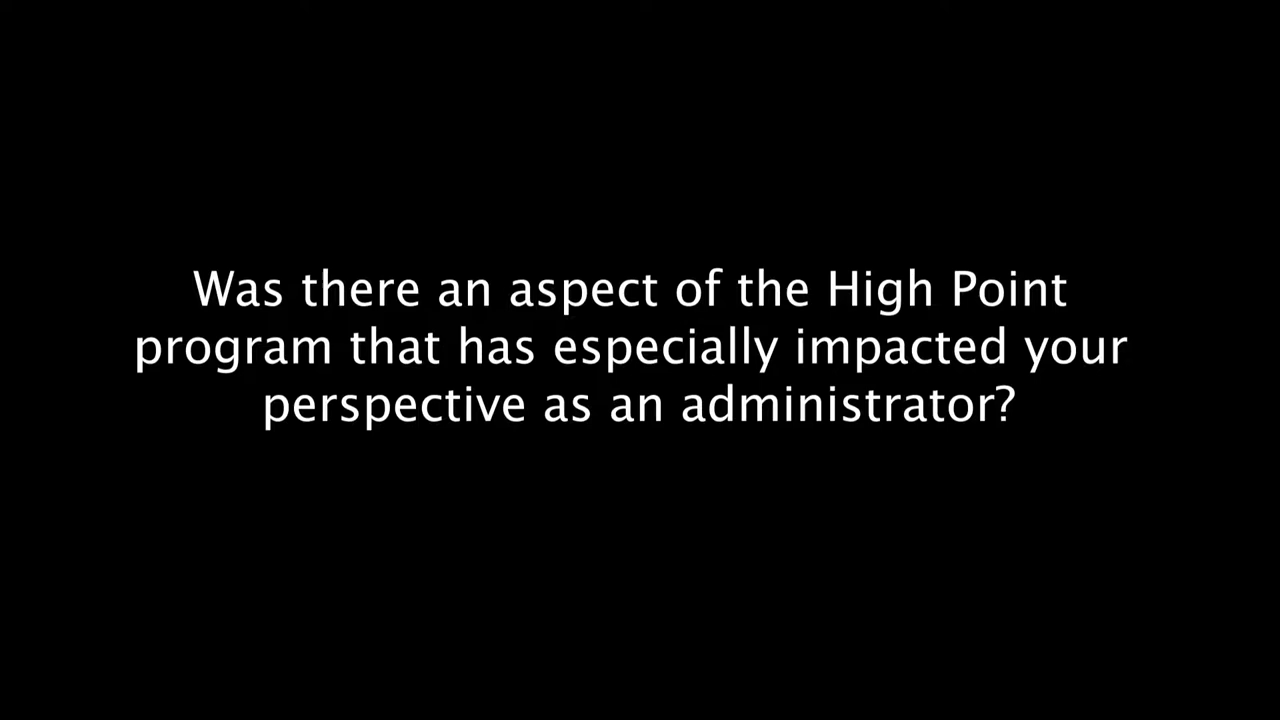 Was there an aspect of the High Point
program that has especially impacted your
perspective as an administrator?